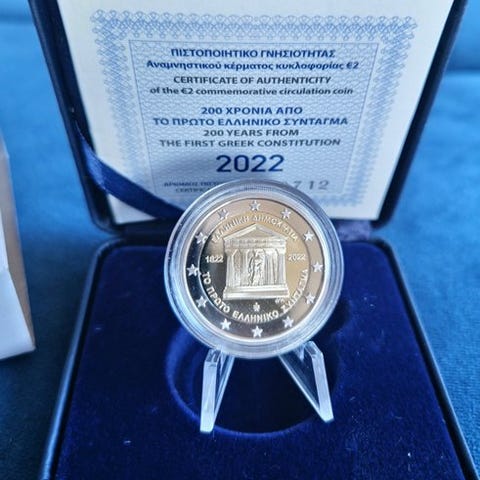 ΠΙΣΤΟΠΟΙΗΤΙΚΟ ΓΝΗΣΙΟΤΗΤΑΣ
Αναμνηστικού κέρματος κυκλοφορίας €2
CERTIFICATE OF AUTHENTICITY
of the €2 commemorative circulation coin
200 ΧΡΟΝΙΑ ΑΠΟ
ΤΟ ΠΡΩΤΟ ΕΛΛΗΝΙΚΟ ΣΥΝΤΑΓΜΑ
200 YEARS FROM
THE FIRST GREEK CONSTITUTION
2022
ΑΡΙΘΜΟΣ
712
ΕΛΛΗΝΙΚΗ ΔΗΜΟΚΡΑΤΙΑ
1822 2022
ΤΟ ΠΡΩΤΟ ΕΛΛΗΝΙΚΟ ΣΥΝΤΑΓΜΑ